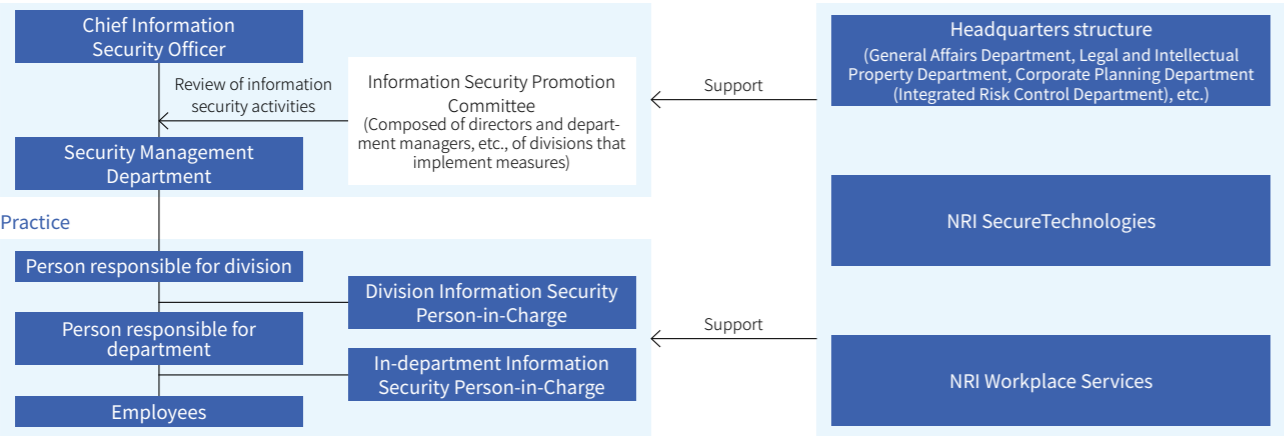 Chief Information
Security Officer
Review of information
security activities
Information Security Promotion
Committee
(Composed of directors and depart-
ment managers, etc., of divisions that
implement measures)
Security Management
Department
Support
Headquarters structure
(General Affairs Department, Legal and Intellectual
Property Department, Corporate Planning Department
(Integrated Risk Control Department), etc.)
NRI SecureTechnologies
Practice
Person responsible for division
Division Information Security
Person-in-Charge
Person responsible for
department
In-department Information
Security Person-in-Charge
Employees
Support
NRI Workplace Services